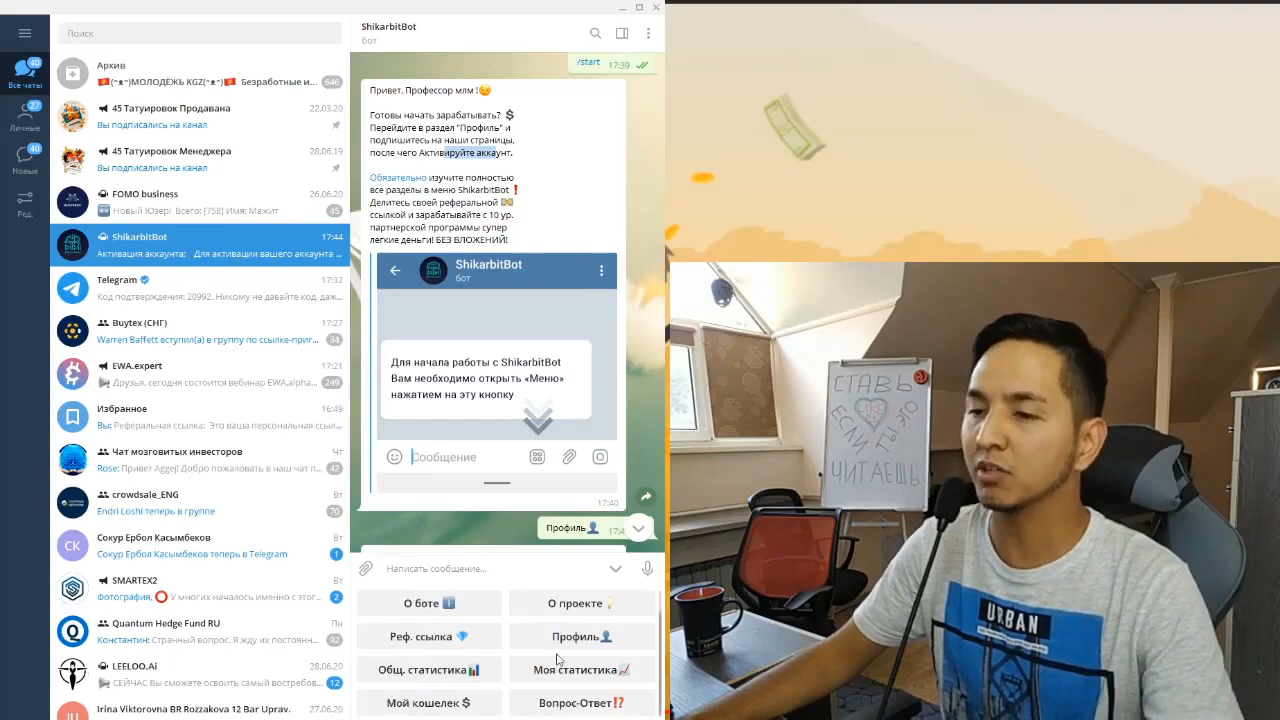 Поиск
40
Все чаты
27
Личные
40
Новые
Ред.
Архив
МОЛОДЁЖЬ KGZ Безработные и...
646
45 Татуировок Продавана
22.03.20
Вы подписались на канал
45 Татуировок Менеджера
28.06.19
Вы подписались на канал
FOMO business
26.06.20
Новый Юзер! Всего: [758] Имя: Мажит
45
ShikarbitBot
17:44
Активация аккаунта: Для активации вашего аккаунта ...
Telegram
17:32
Код подтверждения: 20992. Никому не давайте код, даж...
Buytex (СНГ)
17:27
Warren Baffett вступил(а) в группу по ссылке-приг...
34
EWA.expert
17:21
Друзья, сегодня состоится вебинар EWA.alpha...
249
Избранное
16:49
Вы: Реферальная ссылка: Это ваша персональная ссыл...
Чат мозговитых инвесторов
Чт
Rose: Привет Aggej! Добро пожаловать в наш чат п...
42
crowdsale_ENG
Вт
Endri Loshi теперь в группе
70
СК
Сокур Ербол Касымбеков
Вт
Сокур Ербол Касымбеков теперь в Telegram
1
SMARTEX2
Вт
Фотография, ⭕ У многих началось именно с этог...
2
Quantum Hedge Fund RU
Пн
Константин: Странный вопрос. Я жду их постоянн...
92
LEELOO.Ai
28.06.20
СЕЙЧАС Вы сможете освоить самый востребов...
12
IU
Irina Viktorovna BR Rozzakova 12 Bar Uprav.
27.06.20
ShikarbitBot
бот
/start
17:39
Привет. Профессор млм !😉
Готовы начать зарабатывать? 💲
Перейдите в раздел "Профиль" и
подпишитесь на наши страницы,
после чего Активируйте аккаунт.
Обязательно изучите полностью
все разделы в меню ShikarbitBot❗
Делитесь своей реферальной 💵
ссылкой и зарабатывайте с 10 ур.
партнерской программы супер
легкие деньги! БЕЗ ВЛОЖЕНИЙ!
ShikarbitBot
бот
Для начала работы с ShikarbitBot
Вам необходимо открыть «Меню»
нажатием на эту кнопку
Сообщение
17:40
Профиль👤
17:4
Написать сообщение...
О боте ℹ️
О проекте💡
Реф. ссылка 💎
Профиль👤
Общ. статистика📊
Моя статистика📈
Мой кошелек 💲
Вопрос-Ответ⁉️
СТАВЬ
LIKE
ЕСЛИ
ТЫ
ЭТО
ЧИТАЕШЬ
URBAN